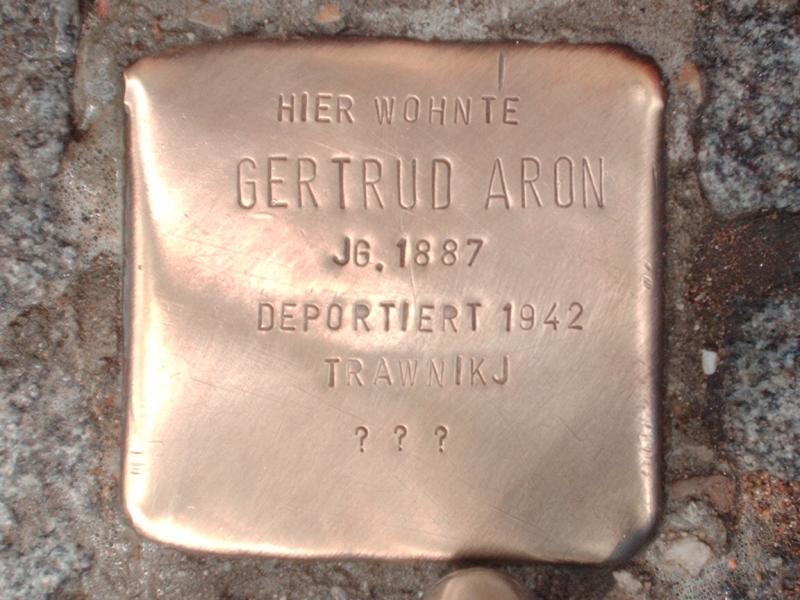 HIER WOHNTE
GERTRUD ARON
JG. 1887
DEPORTIERT 1942
TRAWNIKJ
? ? ?